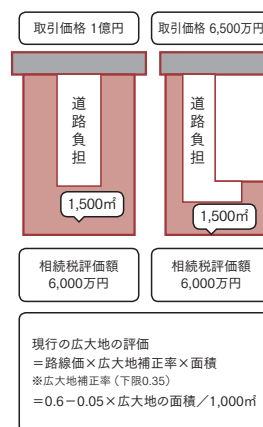 取引価格 1億円
取引価格 6,500万円
道路負担
道路負担
1,500㎡
1,500㎡
相続税評価額
6,000万円
相続税評価額
6,000万円
現行の広大地の評価
＝路線価×広大地補正率×面積
※広大地補正率（下限0.35）
＝0.6－0.05×広大地の面積／1,000㎡